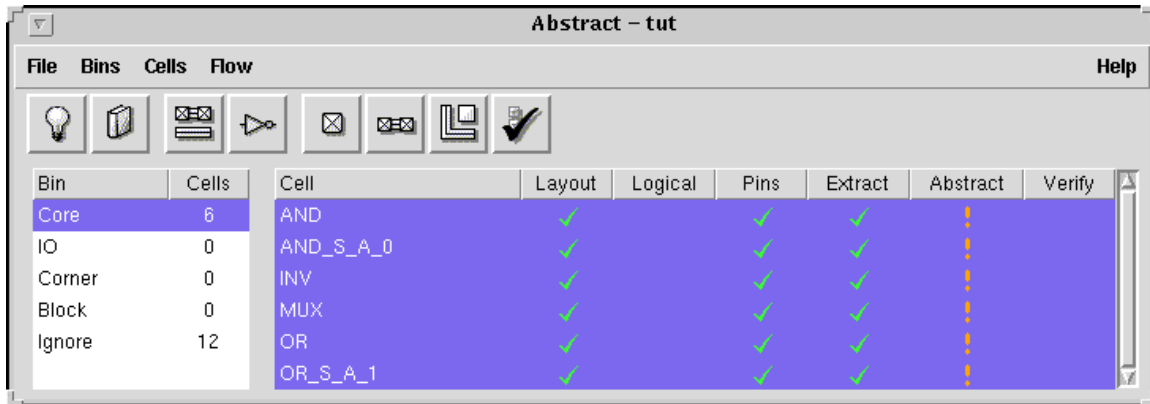 Abstract – tut
File Bins Cells Flow Help
Bin Cells Cell Layout Logical Pins Extract Abstract Verify
Core 6 AND
IO 0 AND_S_A_0
Corner 0 INV
Block 0 MUX
Ignore 12 OR
OR_S_A_1